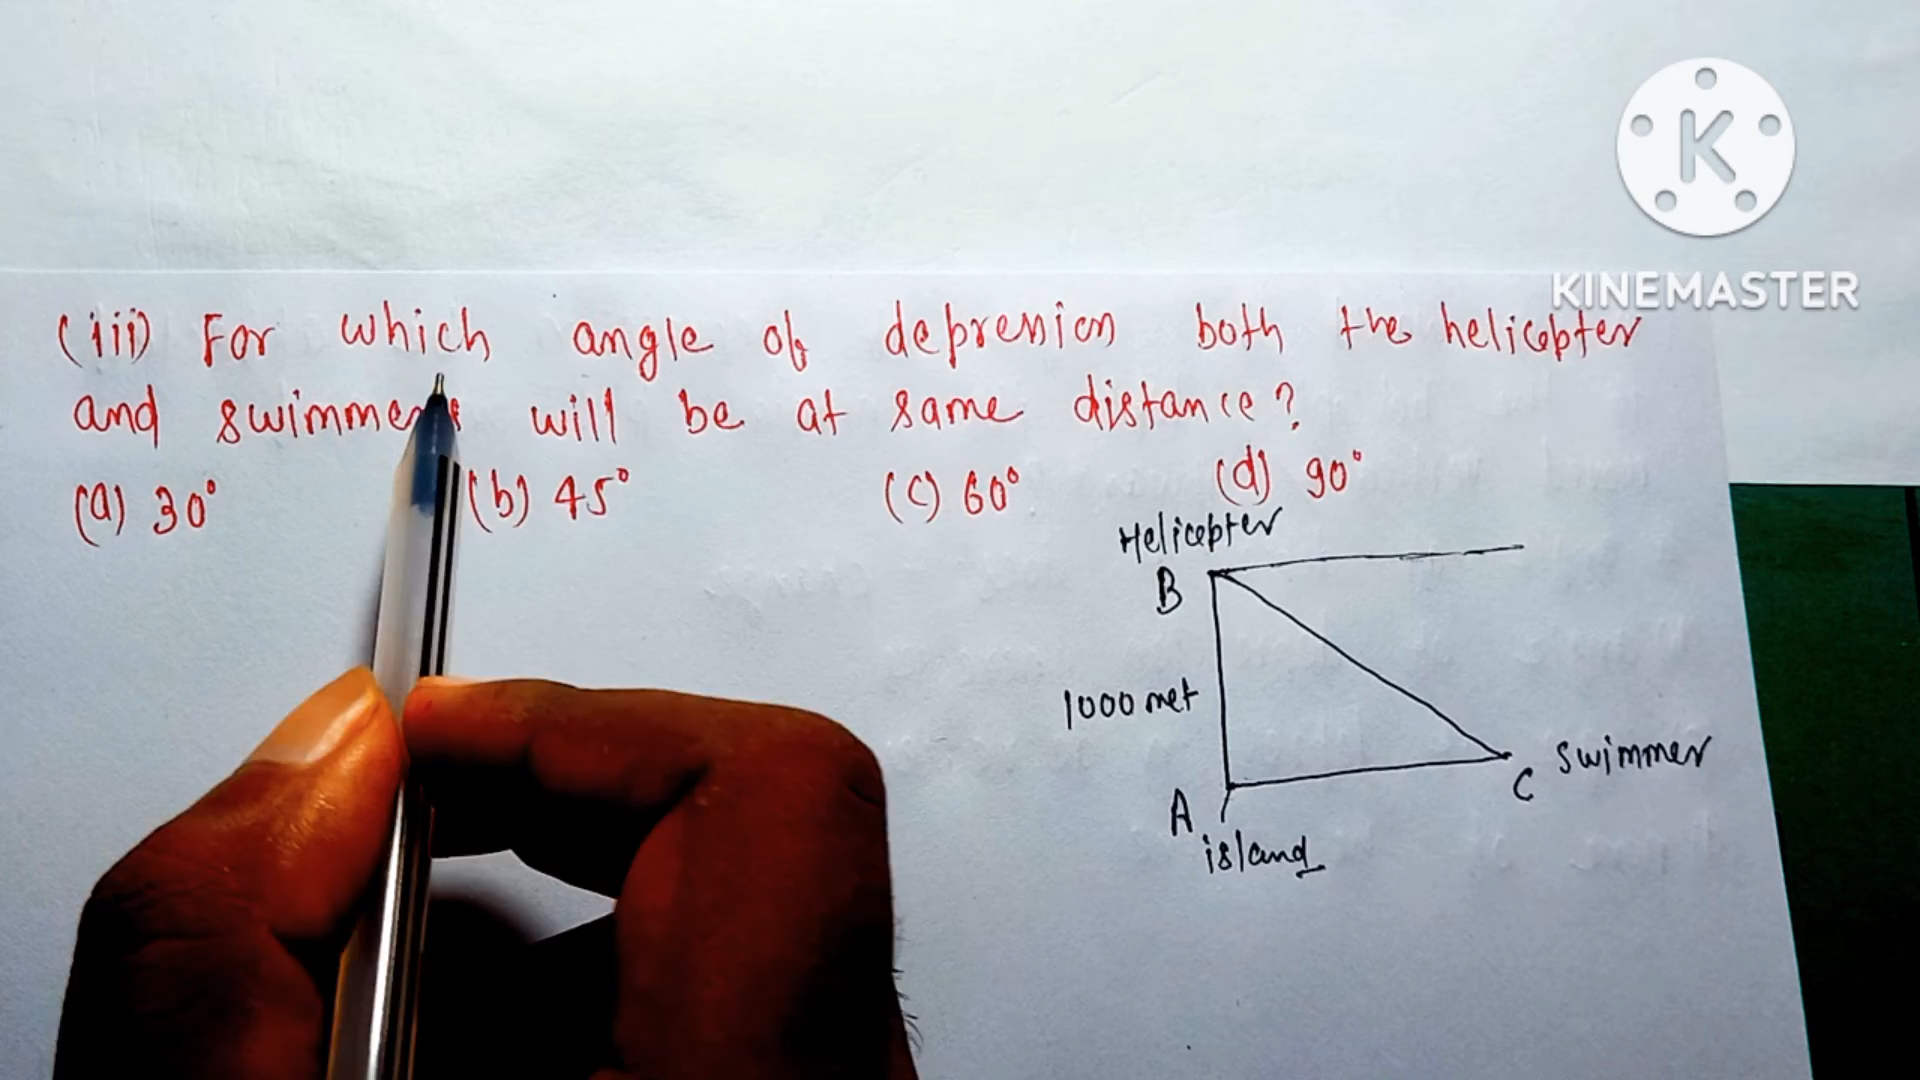 K
KINEMASTER
(iii) For which angle of depression both the helicopter
and swimmers will be at same distance?
(a) 30° (b) 45° (c) 60° (d) 90°
Helicopter
B
1000 met
swimmer
C
A
island